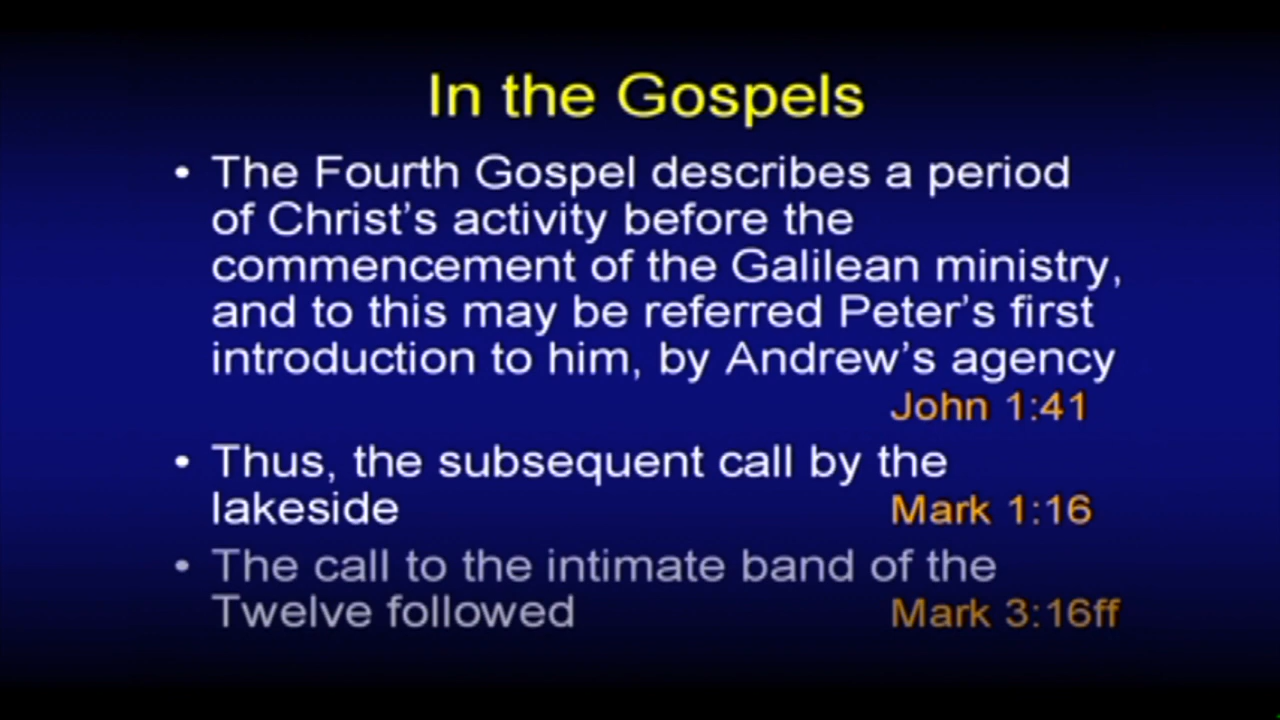 In the Gospels
• The Fourth Gospel describes a period
of Christ’s activity before the
commencement of the Galilean ministry,
and to this may be referred Peter’s first
introduction to him, by Andrew’s agency
John 1:41
• Thus, the subsequent call by the
lakeside Mark 1:16
• The call to the intimate band of the
Twelve followed Mark 3:16ff